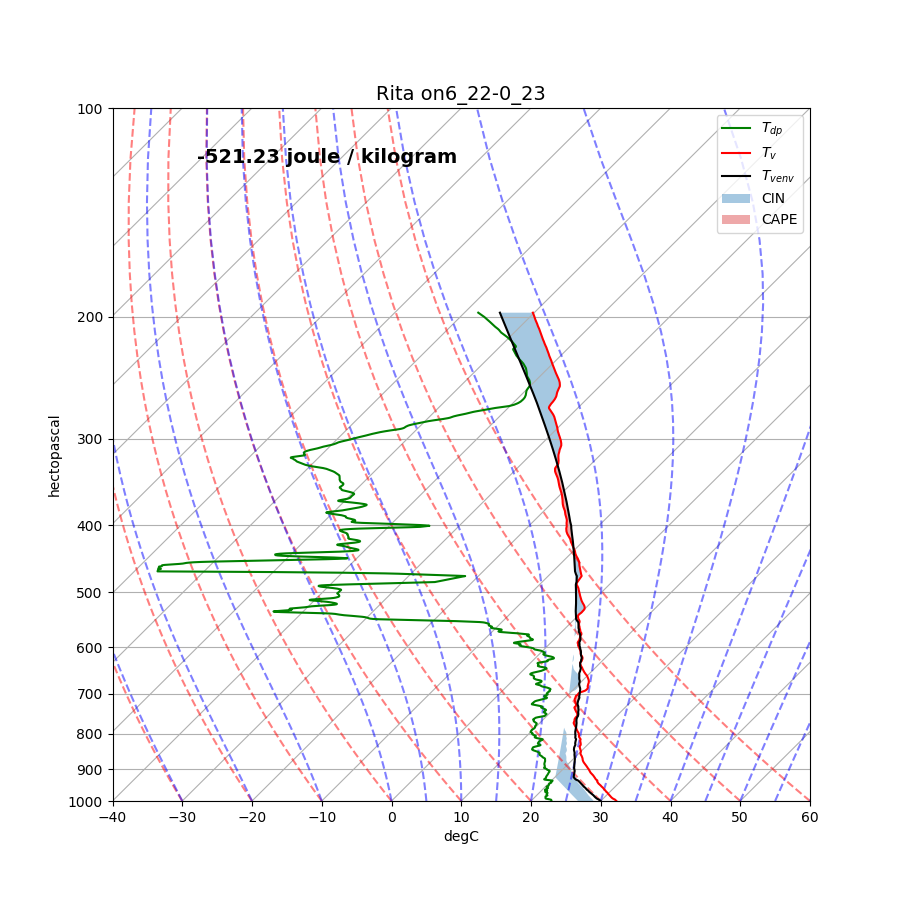 Rita on6_22-0_23
-521.23 joule / kilogram
T_dp
T_v
T_venv
CIN
CAPE
hectopascal
100
200
300
400
500
600
700
800
900
1000
−40 −30 −20 −10 0 10 20 30 40 50 60
degC